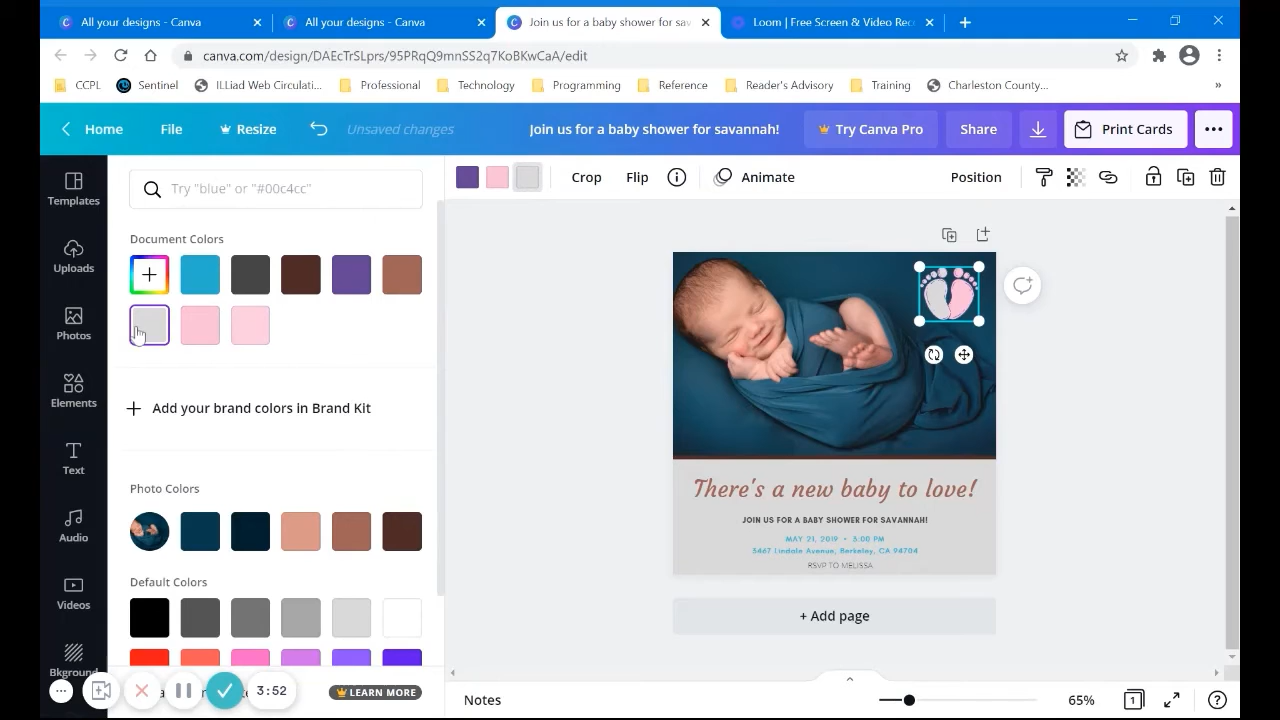 All your designs - Canva
All your designs - Canva
Join us for a baby shower for sav
Loom | Free Screen & Video Rec
canva.com/design/DAEcTrSLprs/95PRqQ9mnSS2q7KoBKwCaA/edit
CCPL
Sentinel
ILLiad Web Circulati...
Professional
Technology
Programming
Reference
Reader's Advisory
Training
Charleston County...
»
Home
File
Resize
Unsaved changes
Join us for a baby shower for savannah!
Try Canva Pro
Share
Print Cards
Crop
Flip
Animate
Position
Templates
Uploads
Photos
Elements
Text
Audio
Videos
Bkground
Try "blue" or "#00c4cc"
Document Colors
Add your brand colors in Brand Kit
Photo Colors
Default Colors
3:52
LEARN MORE
There's a new baby to love!
JOIN US FOR A BABY SHOWER FOR SAVANNAH!
MAY 21, 2019 • 3:00 PM
3467 Lindale Avenue, Berkeley, CA 94704
RSVP TO MELISSA
+ Add page
Notes
65%
1